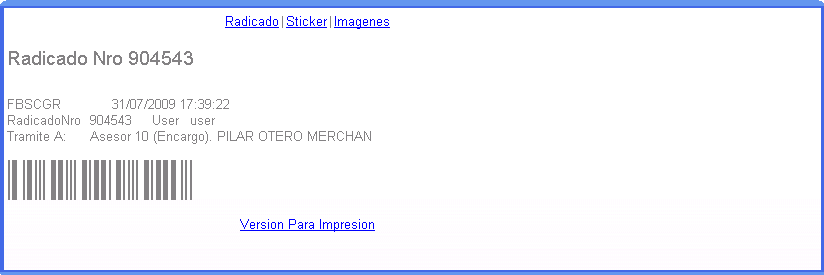 Radicado|Sticker|Imagenes
Radicado Nro 904543
FBSCGR 31/07/2009 17:39:22
RadicadoNro 904543 User user
Tramite A: Asesor 10 (Encargo). PILAR OTERO MERCHAN
Version Para Impresion